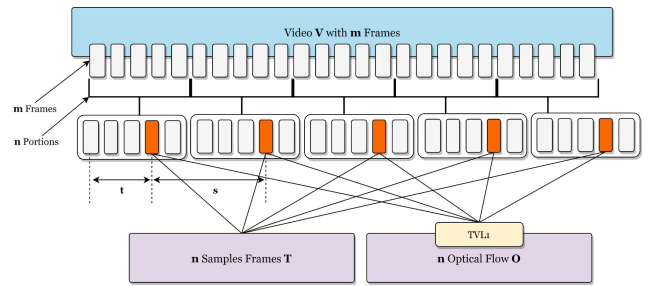 Video V with m Frames
m Frames
n Portions
t
s
TVL1
n Samples Frames T
n Optical Flow O